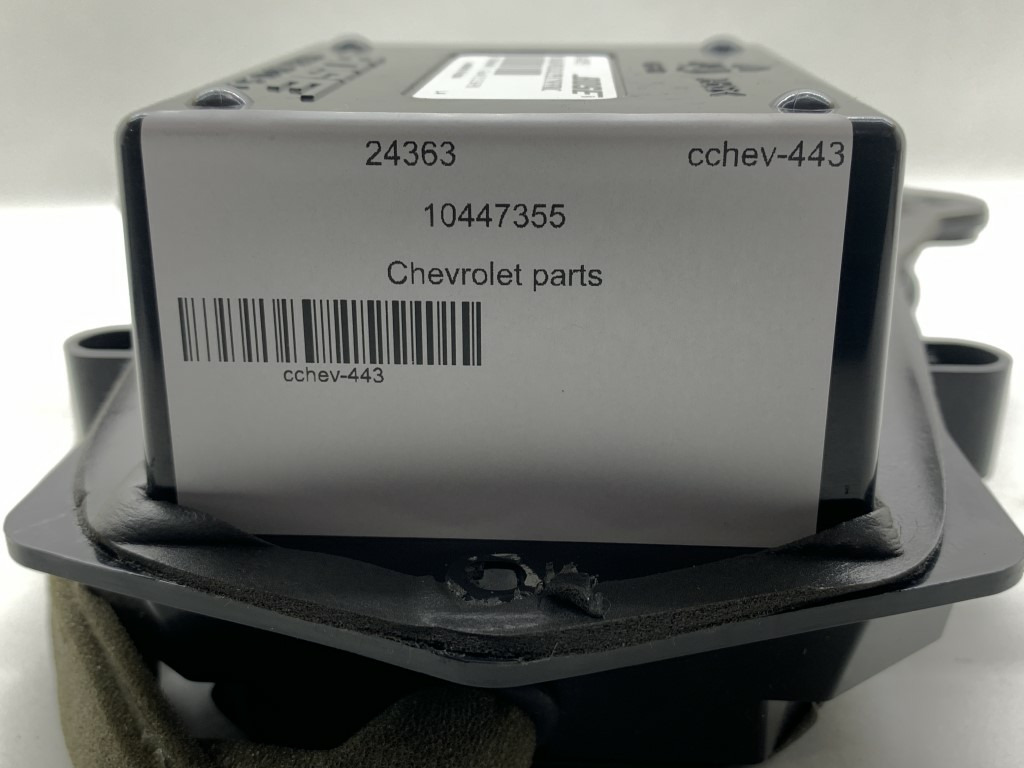 24363 cchev-443
10447355
Chevrolet parts
cchev-443